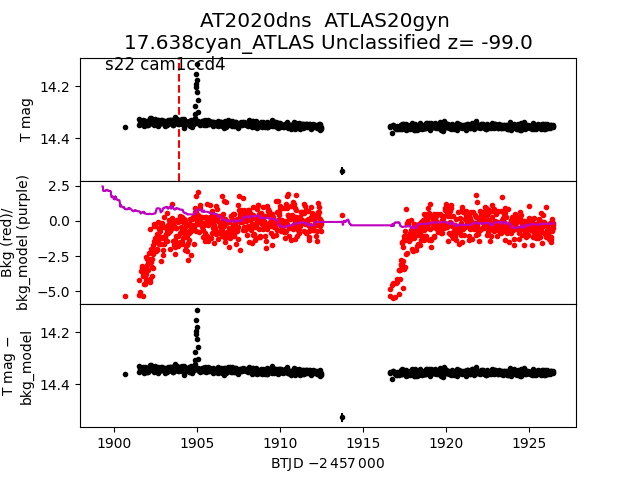 AT2020dns ATLAS20gyn
17.638cyan_ATLAS Unclassified z= -99.0
s22 cam1ccd4
14.2
14.4
T mag
2.5
0.0
−2.5
−5.0
Bkg (red)/
bkg_model (purple)
14.2
14.4
T mag −
bkg_model
1900 1905 1910 1915 1920 1925
BTJD −2 457 000